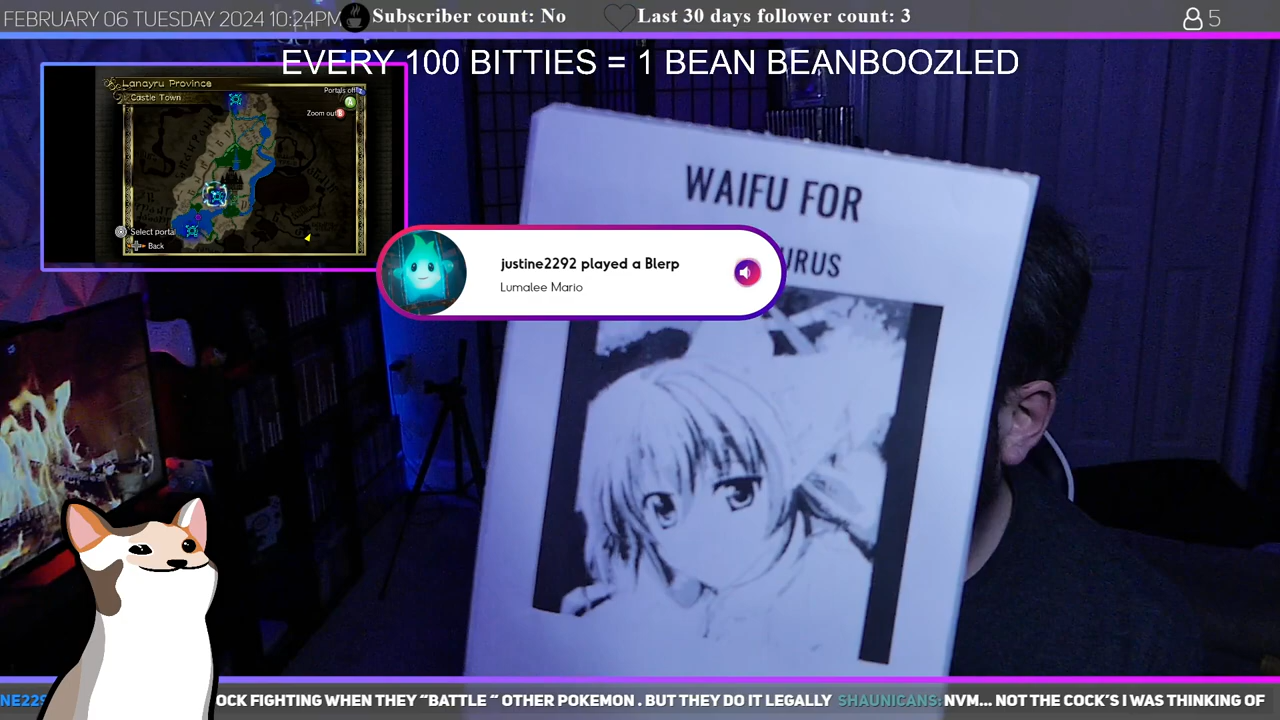 FEBRUARY 06 TUESDAY 2024 10:24PM
Subscriber count: No
Last 30 days follower count: 3
5
EVERY 100 BITTIES = 1 BEAN BEANBOOZLED
Lanayru Province
Castle Town
Portals off Z
A
Zoom out B
Select portal
Back
WAIFU FOR
URUS
justine2292 played a Blerp
Lumalee Mario
NE229
OCK FIGHTING WHEN THEY “BATTLE “ OTHER POKEMON . BUT THEY DO IT LEGALLY SHAUNICANS: NVM... NOT THE COCK'S I WAS THINKING OF